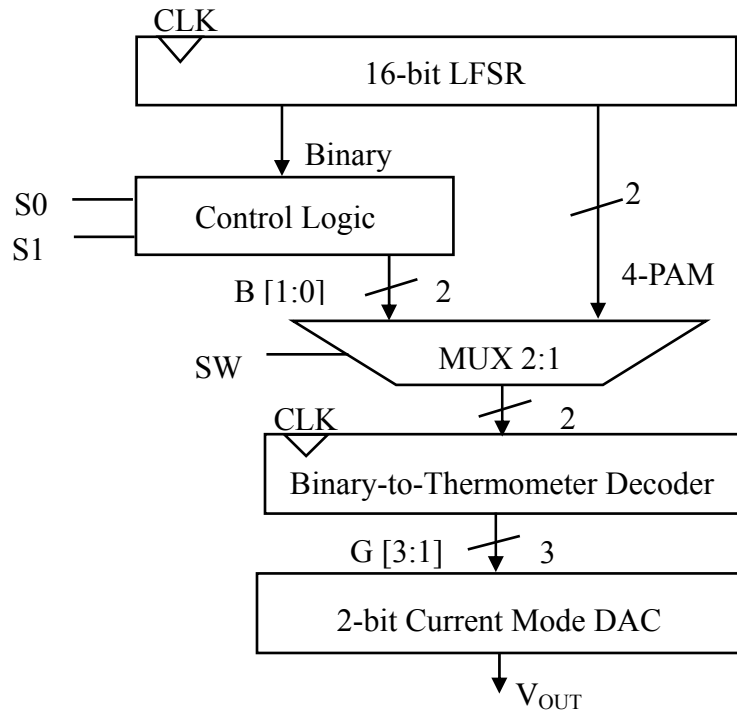 CLK
16-bit LFSR
Binary
S0
Control Logic
2
S1
B [1:0]
2
4-PAM
SW
MUX 2:1
CLK
2
Binary-to-Thermometer Decoder
G [3:1]
3
2-bit Current Mode DAC
VOUT